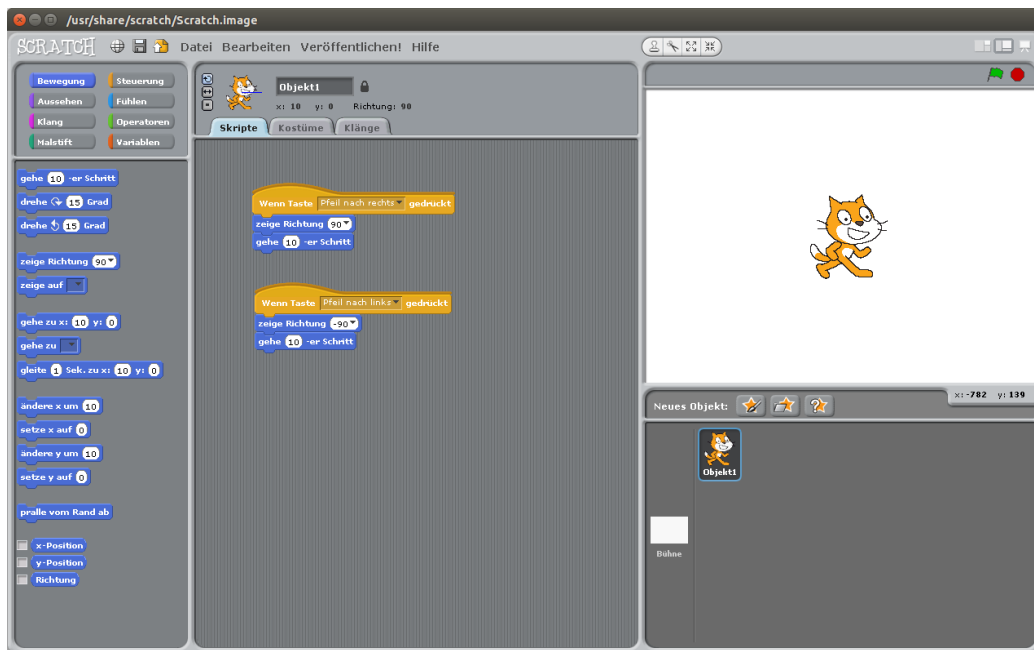 /usr/share/scratch/Scratch.image
SCRATCH Datei Bearbeiten Veröffentlichen! Hilfe
Bewegung Steuerung
Aussehen Fühlen
Klang Operatoren
Malstift Variablen
gehe 10 -er Schritt
drehe 15 Grad
drehe 15 Grad
zeige Richtung 90
zeige auf
gehe zu x: 10 y: 0
gehe zu
gleite 1 Sek. zu x: 10 y: 0
ändere x um 10
setze x auf 0
ändere y um 10
setze y auf 0
pralle vom Rand ab
x-Position
y-Position
Richtung
Objekt1
x: 10 y: 0 Richtung: 90
Skripte Kostüme Klänge
Wenn Taste Pfeil nach rechts gedrückt
zeige Richtung 90
gehe 10 -er Schritt
Wenn Taste Pfeil nach links gedrückt
zeige Richtung -90
gehe 10 -er Schritt
x: -782 y: 139
Neues Objekt:
Objekt1
Bühne